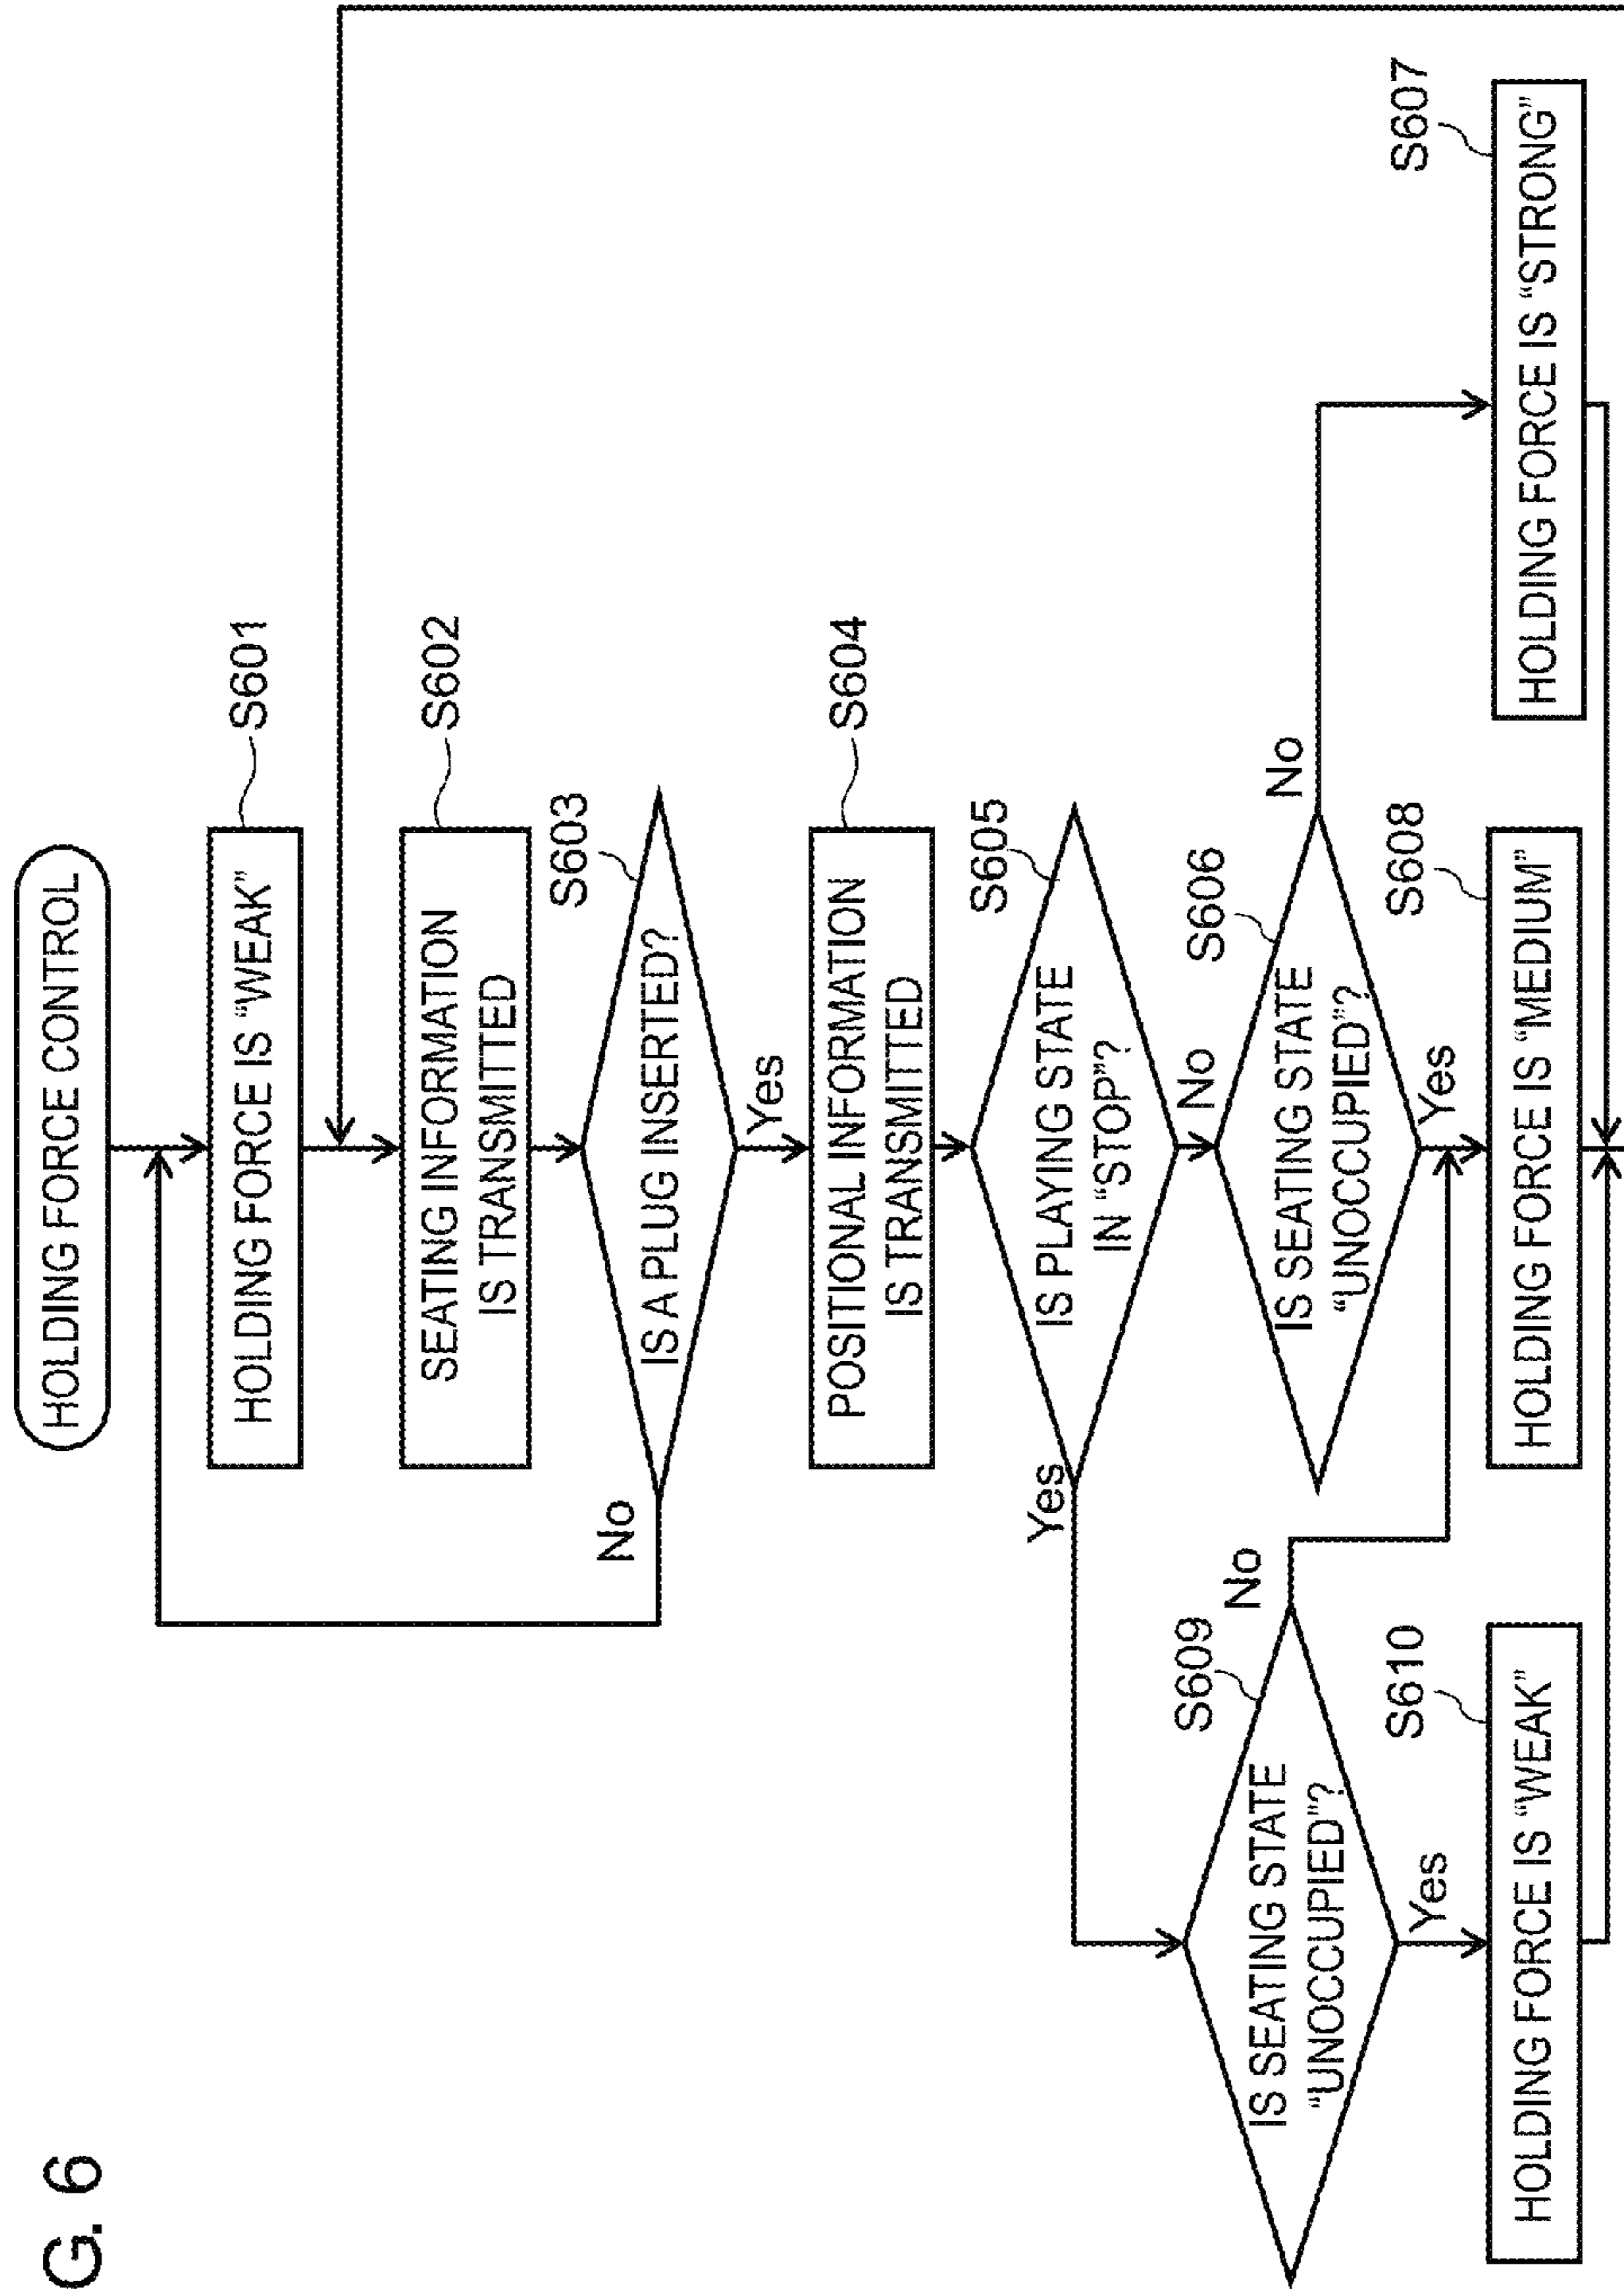 G. 6
HOLDING FORCE CONTROL
HOLDING FORCE IS “WEAK”
S601
SEATING INFORMATION
IS TRANSMITTED
S602
IS A PLUG INSERTED?
S603
No
Yes
POSITIONAL INFORMATION
IS TRANSMITTED
S604
IS PLAYING STATE
IN “STOP”?
S605
Yes
No
IS SEATING STATE
“UNOCCUPIED”?
S609
No
Yes
IS SEATING STATE
“UNOCCUPIED”?
S606
No
Yes
HOLDING FORCE IS “WEAK”
S610
HOLDING FORCE IS “MEDIUM”
S608
HOLDING FORCE IS “STRONG”
S607